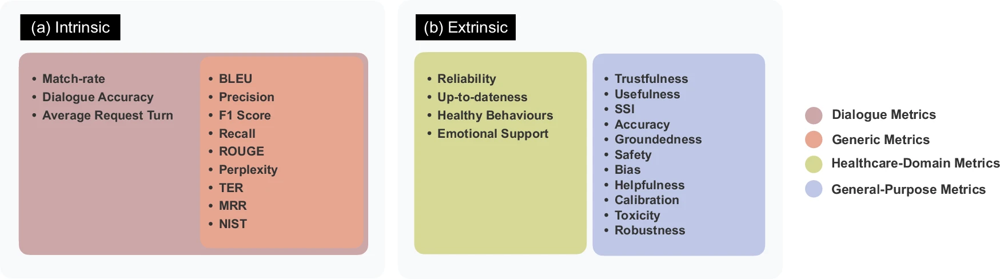 (a) Intrinsic
• Match-rate
• Dialogue Accuracy
• Average Request Turn
• BLEU
• Precision
• F1 Score
• Recall
• ROUGE
• Perplexity
• TER
• MRR
• NIST
(b) Extrinsic
• Reliability
• Up-to-dateness
• Healthy Behaviours
• Emotional Support
• Trustfulness
• Usefulness
• SSI
• Accuracy
• Groundedness
• Safety
• Bias
• Helpfulness
• Calibration
• Toxicity
• Robustness
Dialogue Metrics
Generic Metrics
Healthcare-Domain Metrics
General-Purpose Metrics